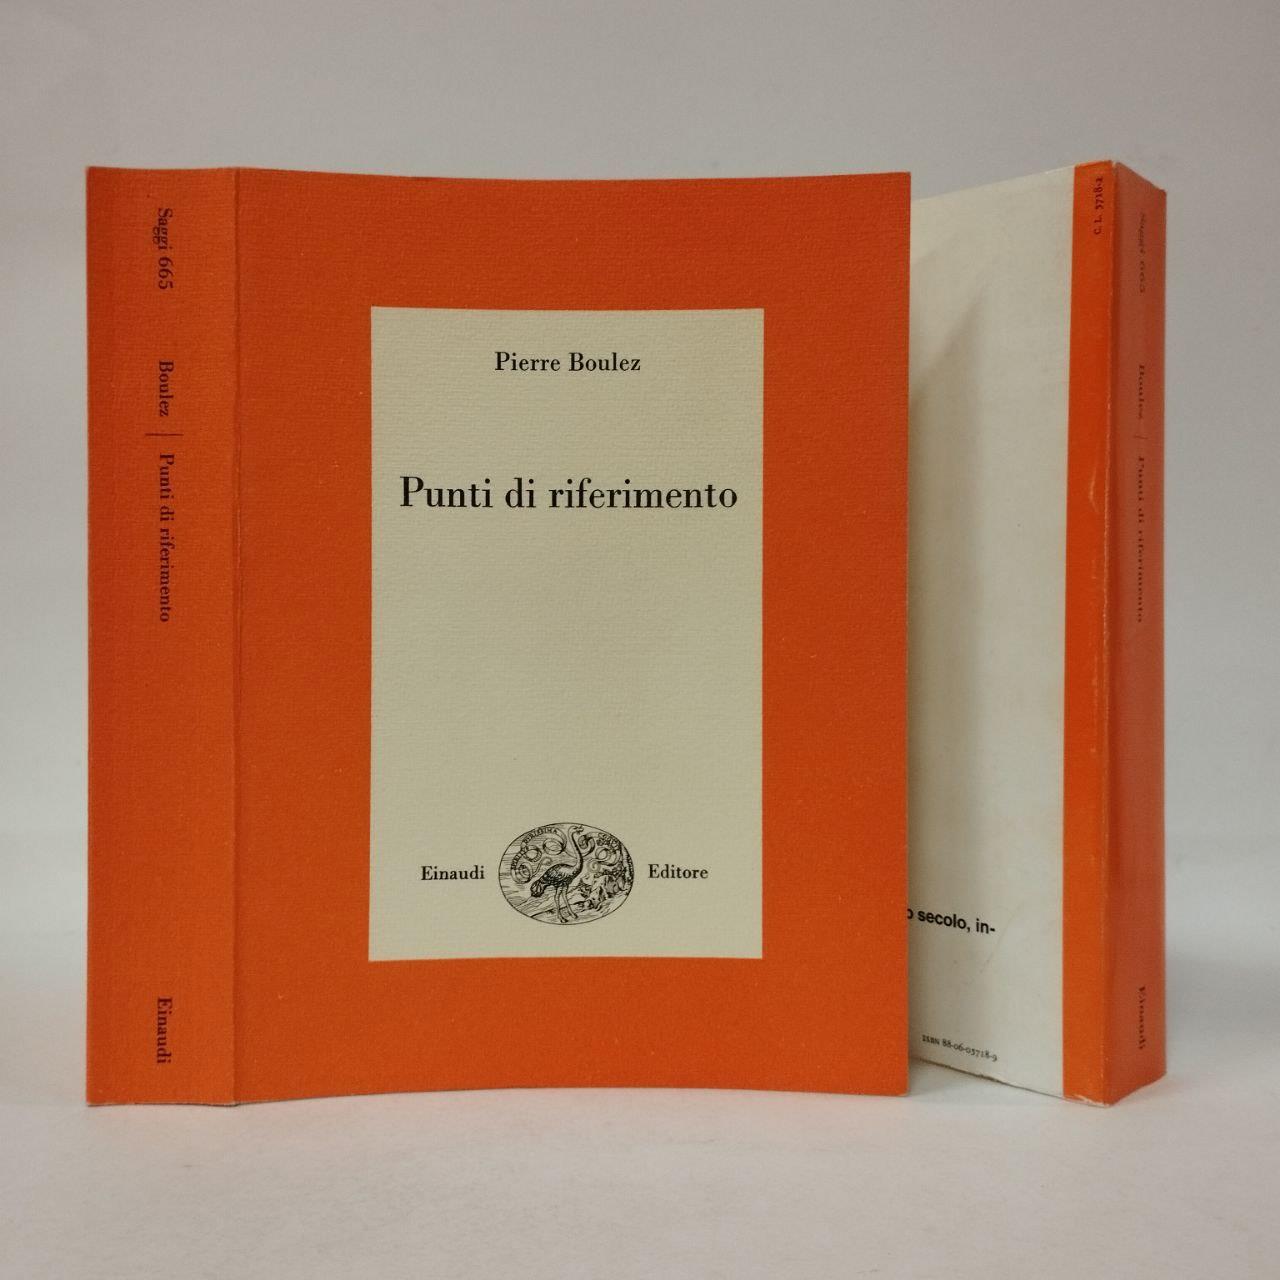 Saggi 665
Boulez | Punti di riferimento
Einaudi
Pierre Boulez
Punti di riferimento
Einaudi
Editore
C. L. 5718-2
o secolo, in-
ISBN 88-06-05718-9
Saggi 665
Boulez | Punti di riferimento
Einaudi